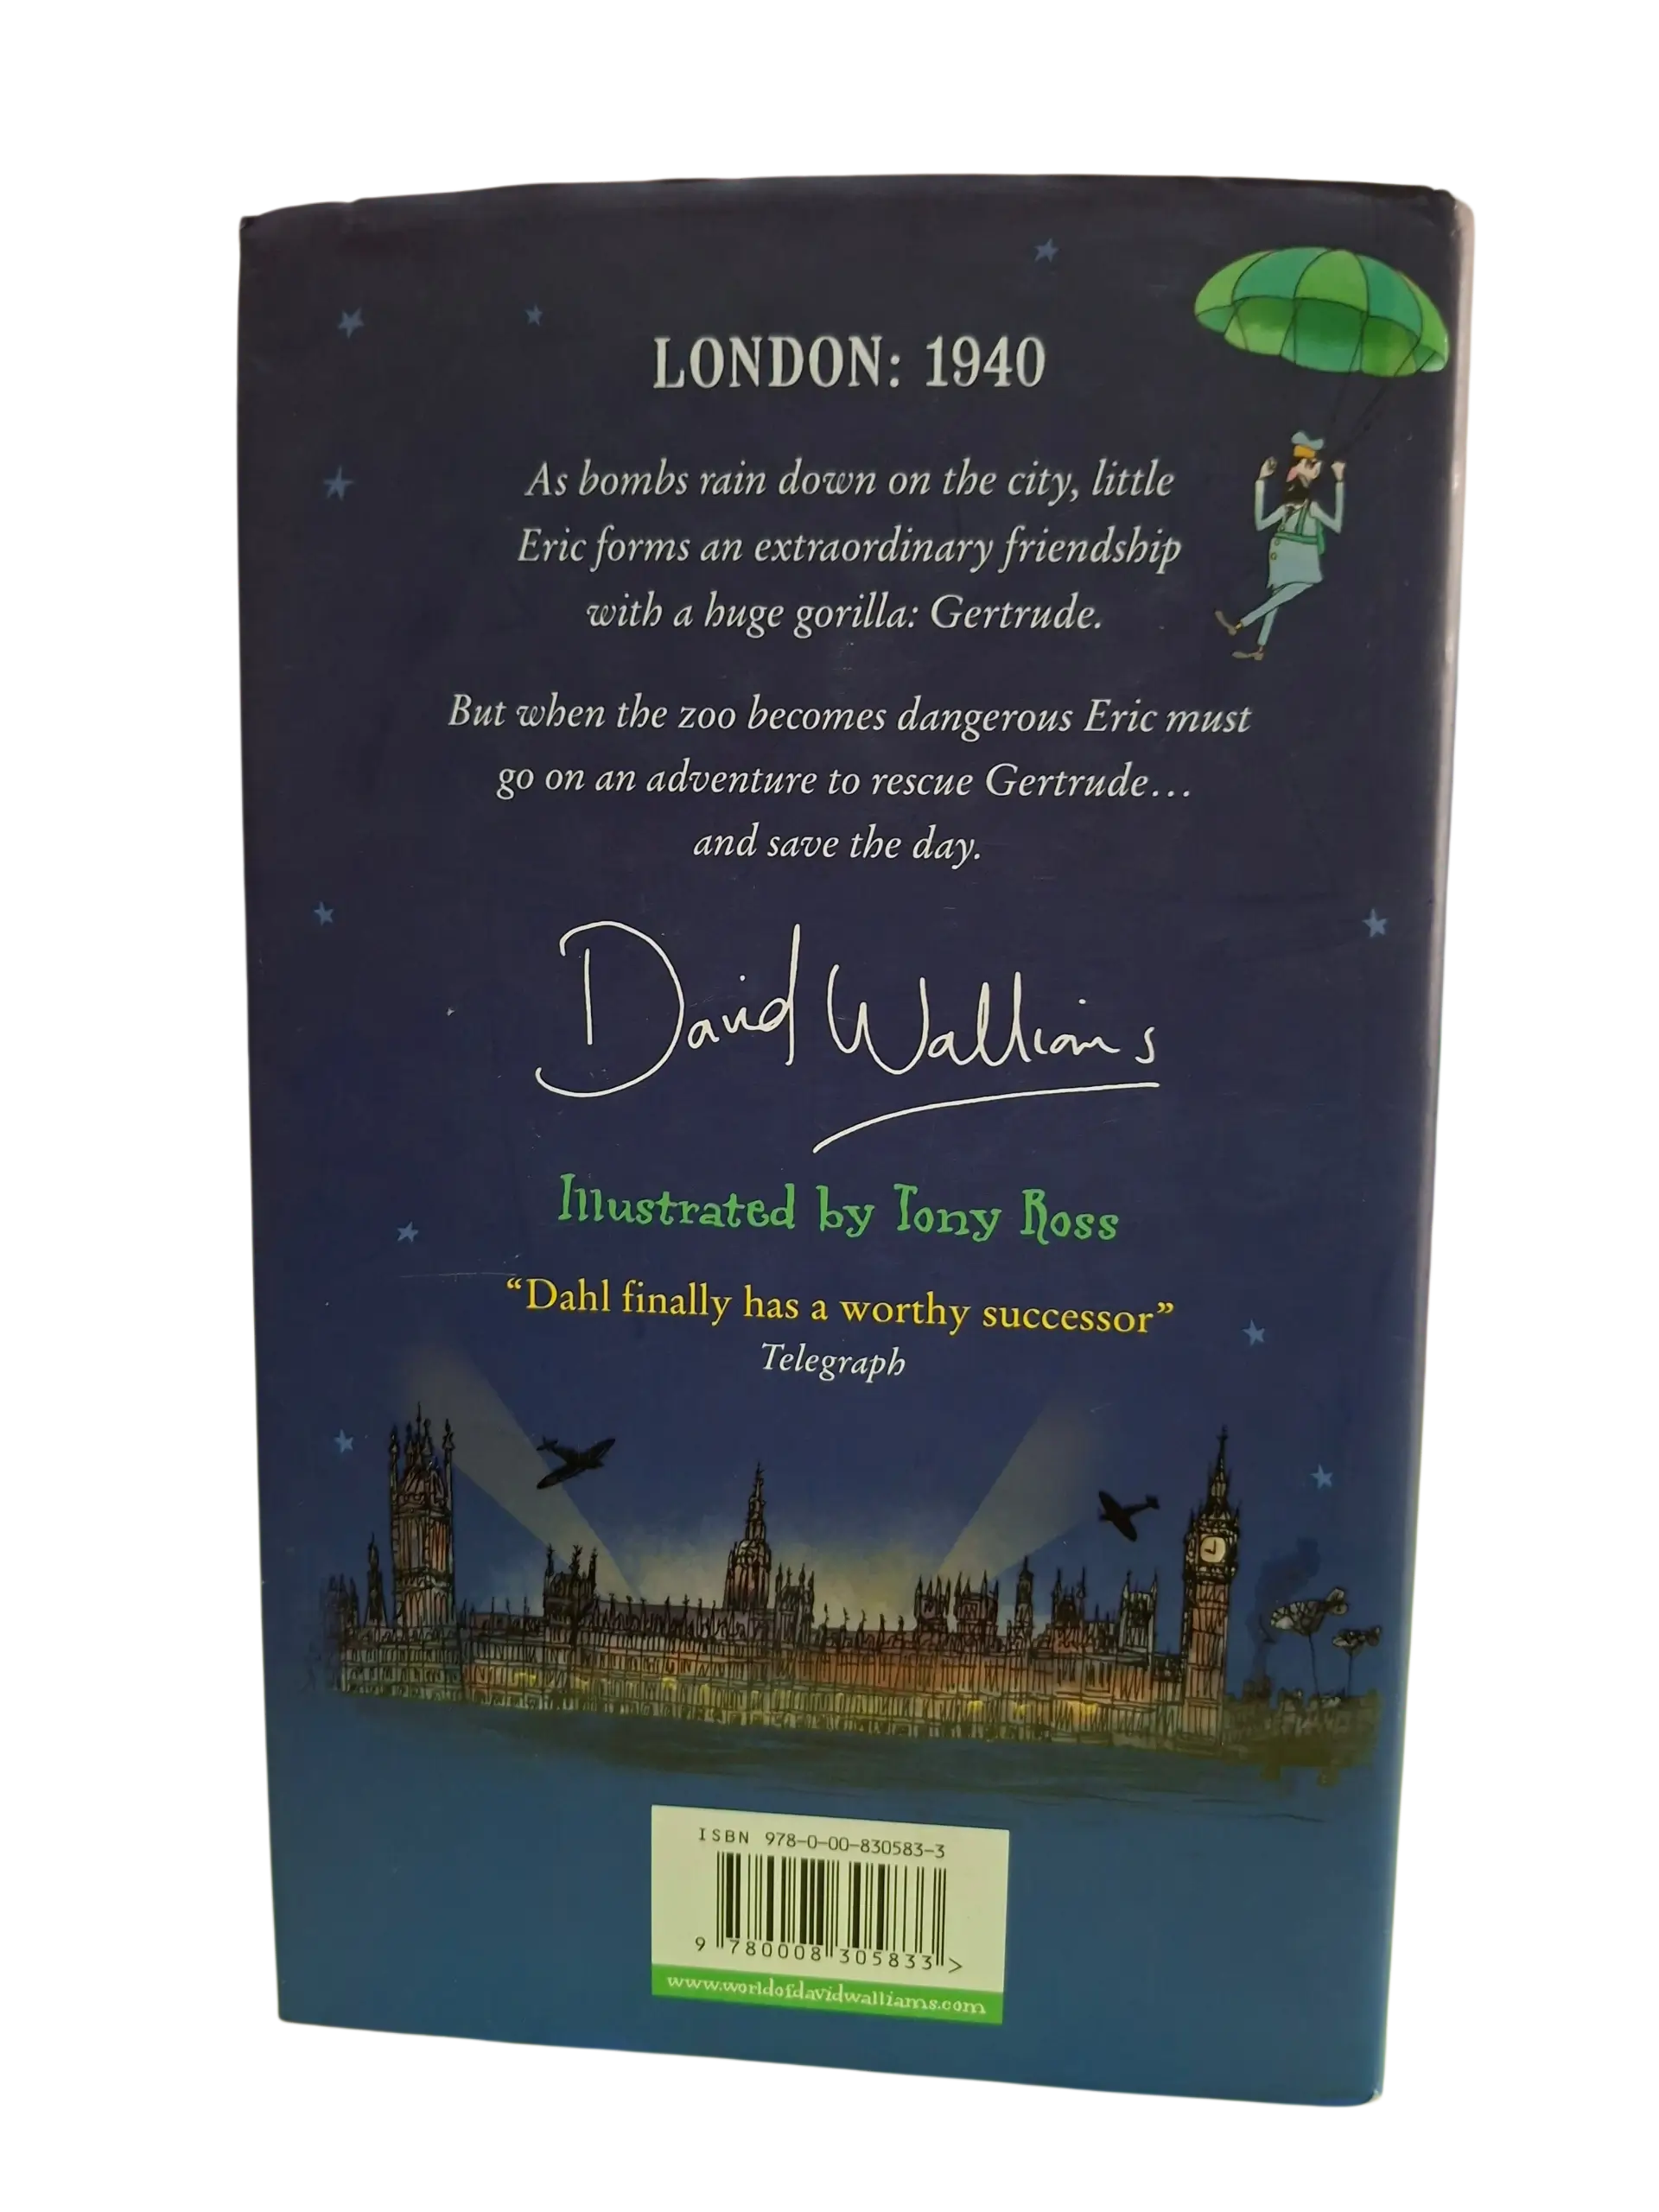 LONDON: 1940
As bombs rain down on the city, little
Eric forms an extraordinary friendship
with a huge gorilla: Gertrude.
But when the zoo becomes dangerous Eric must
go on an adventure to rescue Gertrude...
and save the day.
David Walliams
Illustrated by Tony Ross
“Dahl finally has a worthy successor”
Telegraph
ISBN 978-0-00-830583-3
9 780008 305833 >
www.worldofdavidwalliams.com